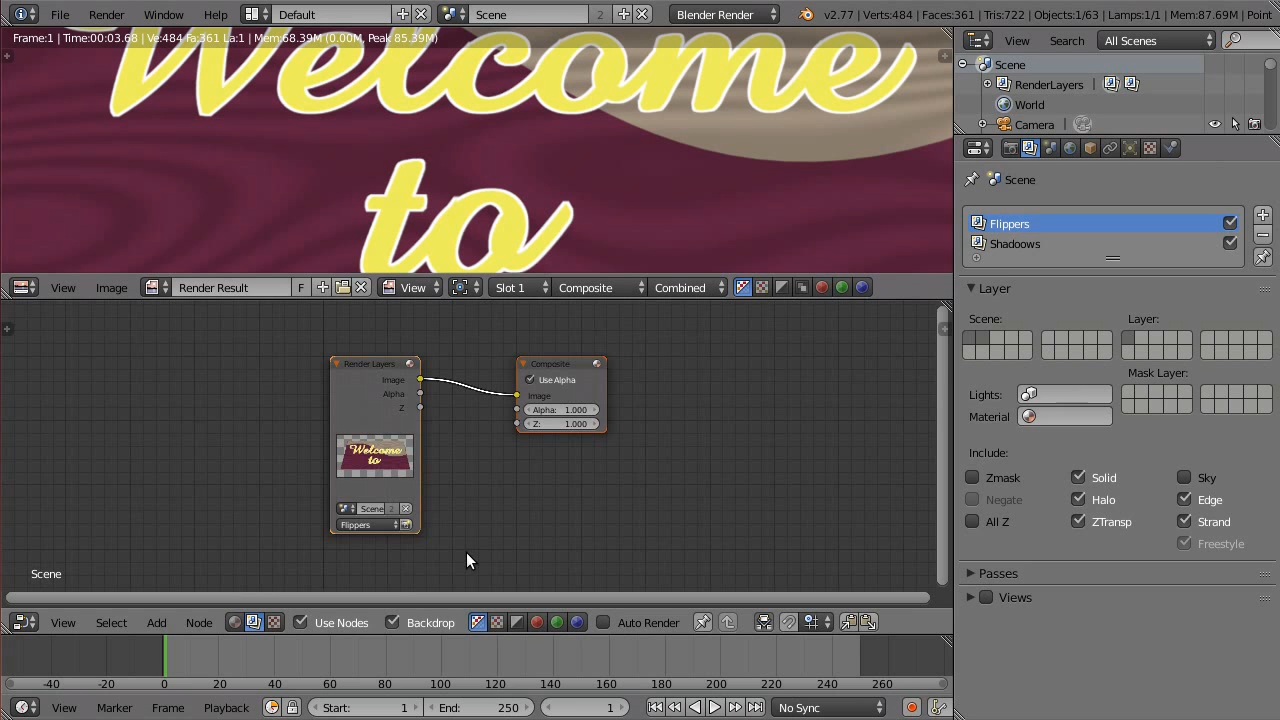 File Render Window Help Default Scene 2 Blender Render v2.77 | Verts:484 | Faces:361 | Tris:722 | Objects:1/63 | Lamps:1/1 | Mem:87.69M | Point
Frame:1 | Time:00:03.68 | Ve:484 Fa:361 La:1 | Mem:68.39M (0.00M, Peak 85.39M)
Welcome
to
View Image Render Result F View Slot 1 Composite Combined
Render Layers
Image
Alpha
Z
Welcome
to
Scene 2
Flippers
Composite
Use Alpha
Image
Alpha: 1.000
Z: 1.000
Scene
View Select Add Node Use Nodes Backdrop Auto Render
-40 -20 0 20 40 60 80 100 120 140 160 180 200 220 240 260
View Marker Frame Playback Start: 1 End: 250 1 No Sync
View Search All Scenes
Scene
RenderLayers |
World
Camera |
Scene
Flippers
Shadoows
Layer
Scene: Layer:
Mask Layer:
Lights:
Material
Include:
Zmask Solid Sky
Negate Halo Edge
All Z ZTransp Strand
Freestyle
Passes
Views